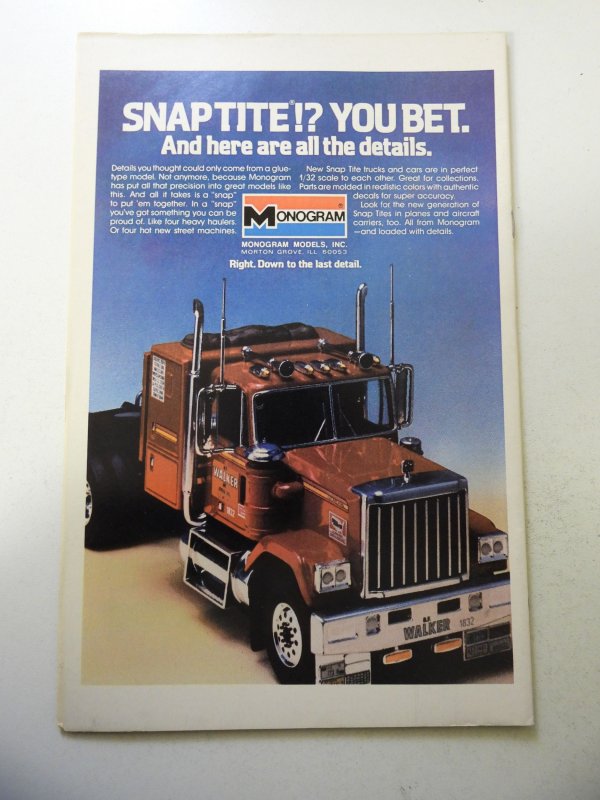 SNAP TITE®!? YOU BET.
And here are all the details.
Details you thought could only come from a glue-
type model. Not anymore, because Monogram
has put all that precision into great models like
this. And all it takes is a "snap"
to put 'em together. In a "snap"
you've got something you can be
proud of. Like four heavy haulers.
Or four hot new street machines.
New Snap Tite trucks and cars are in perfect
1/32 scale to each other. Great for collections.
Parts are molded in realistic colors with authentic
decals for super accuracy.
Look for the new generation of
Snap Tites in planes and aircraft
carriers, too. All from Monogram
—and loaded with details.
MONOGRAM
MONOGRAM MODELS, INC.
MORTON GROVE, ILL 60053
Right. Down to the last detail.
WALKER
1832
WALKER
1832